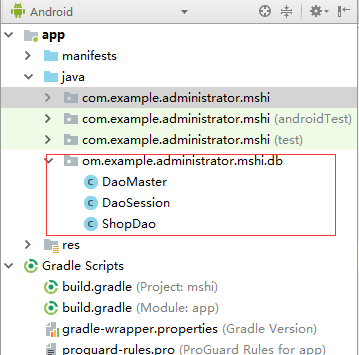 Android
app
manifests
java
com.example.administrator.mshi
com.example.administrator.mshi (androidTest)
com.example.administrator.mshi (test)
om.example.administrator.mshi.db
C DaoMaster
C DaoSession
C ShopDao
res
Gradle Scripts
build.gradle (Project: mshi)
build.gradle (Module: app)
gradle-wrapper.properties (Gradle Version)
proguard-rules.pro (ProGuard Rules for app)